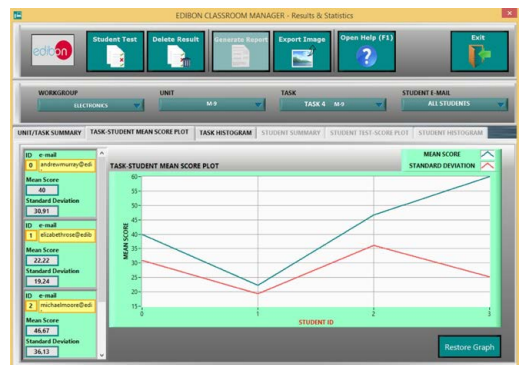 EDIBON CLASSROOM MANAGER - Results & Statistics
edibon
Student Test
Delete Result
Generate Report
Export Image
Open Help (F1)
Exit
WORKGROUP
UNIT
TASK
STUDENT E-MAIL
ELECTRONICS
M-9
TASK 4 M-9
ALL STUDENTS
UNIT/TASK SUMMARY
TASK-STUDENT MEAN SCORE PLOT
TASK HISTOGRAM
STUDENT SUMMARY
STUDENT TEST-SCORE PLOT
STUDENT HISTOGRAM
ID e-mail
0 andrewmurray@edi
Mean Score
40
Standard Deviation
30,91
ID e-mail
1 elizabethrose@edib
Mean Score
22,22
Standard Deviation
19,24
ID e-mail
2 michaelmoore@edi
Mean Score
46,67
Standard Deviation
36,13
TASK-STUDENT MEAN SCORE PLOT
MEAN SCORE
STANDARD DEVIATION
MEAN SCORE
60
55
50
45
40
35
30
25
20
15
0
1
2
3
STUDENT ID
Restore Graph